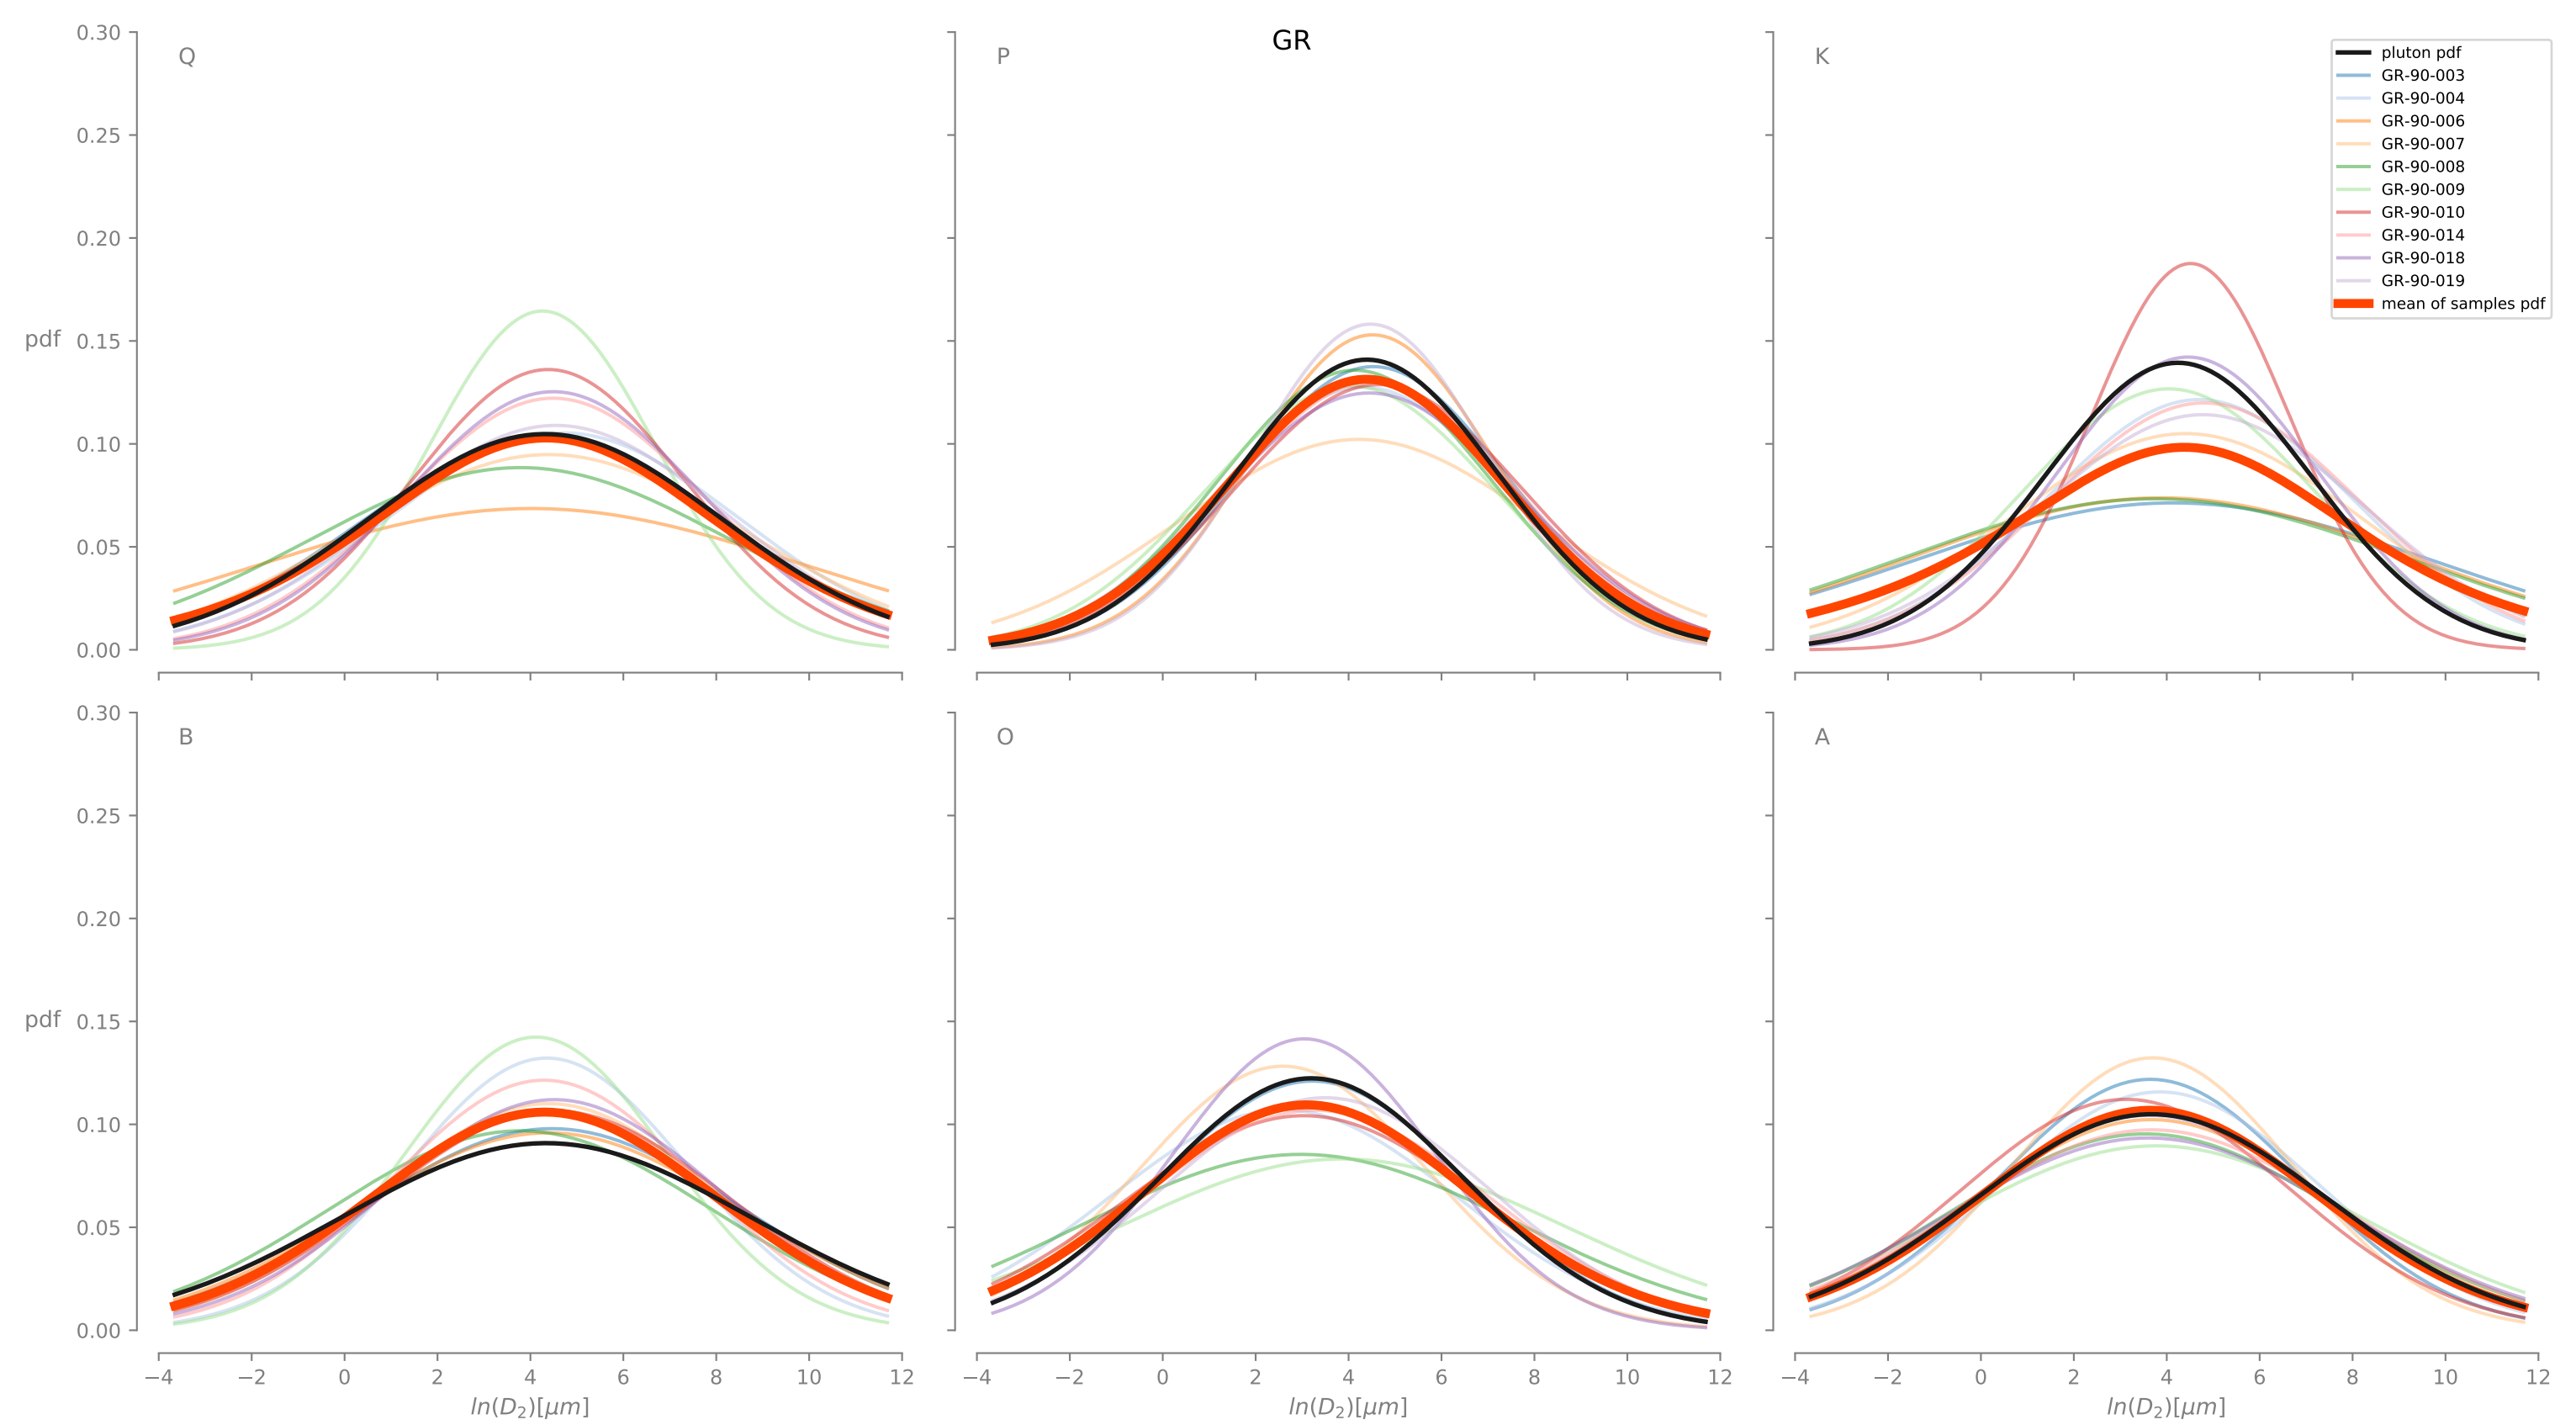 GR
Q
P
K
pdf
0.30
0.25
0.20
0.15
0.10
0.05
0.00
pluton pdf
GR-90-003
GR-90-004
GR-90-006
GR-90-007
GR-90-008
GR-90-009
GR-90-010
GR-90-014
GR-90-018
GR-90-019
mean of samples pdf
B
O
A
pdf
0.30
0.25
0.20
0.15
0.10
0.05
0.00
−4 −2 0 2 4 6 8 10 12
−4 −2 0 2 4 6 8 10 12
−4 −2 0 2 4 6 8 10 12
ln(D₂)[μm]
ln(D₂)[μm]
ln(D₂)[μm]